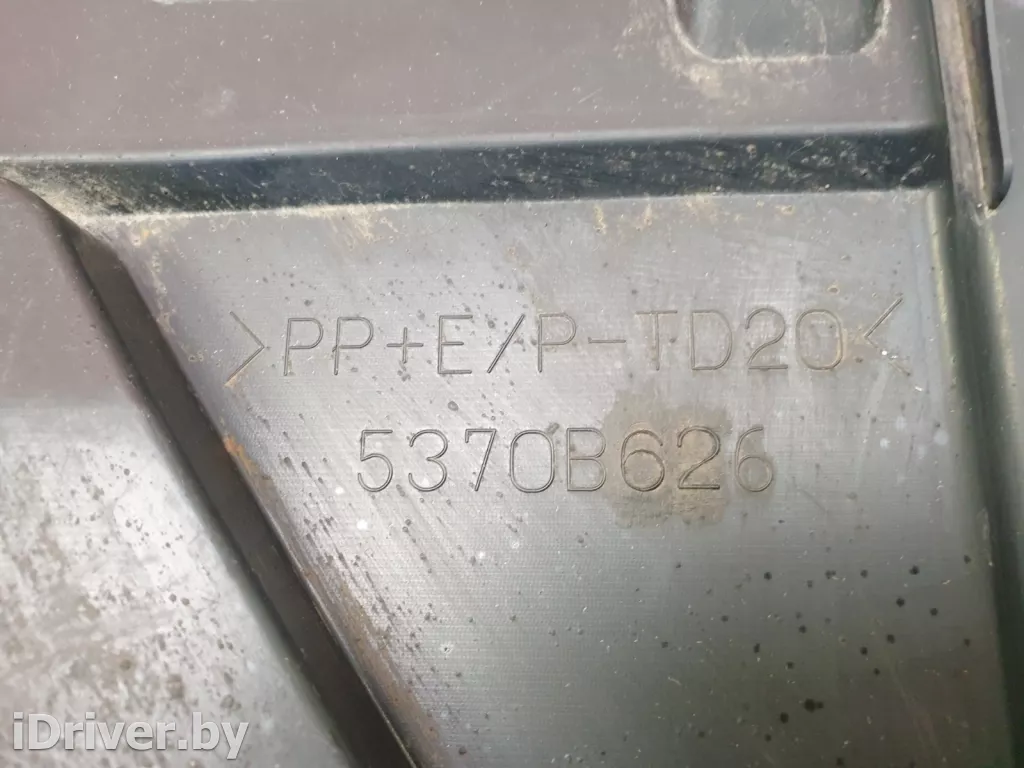 >PP+E/P-TD20<
5370B626
iDriver.by